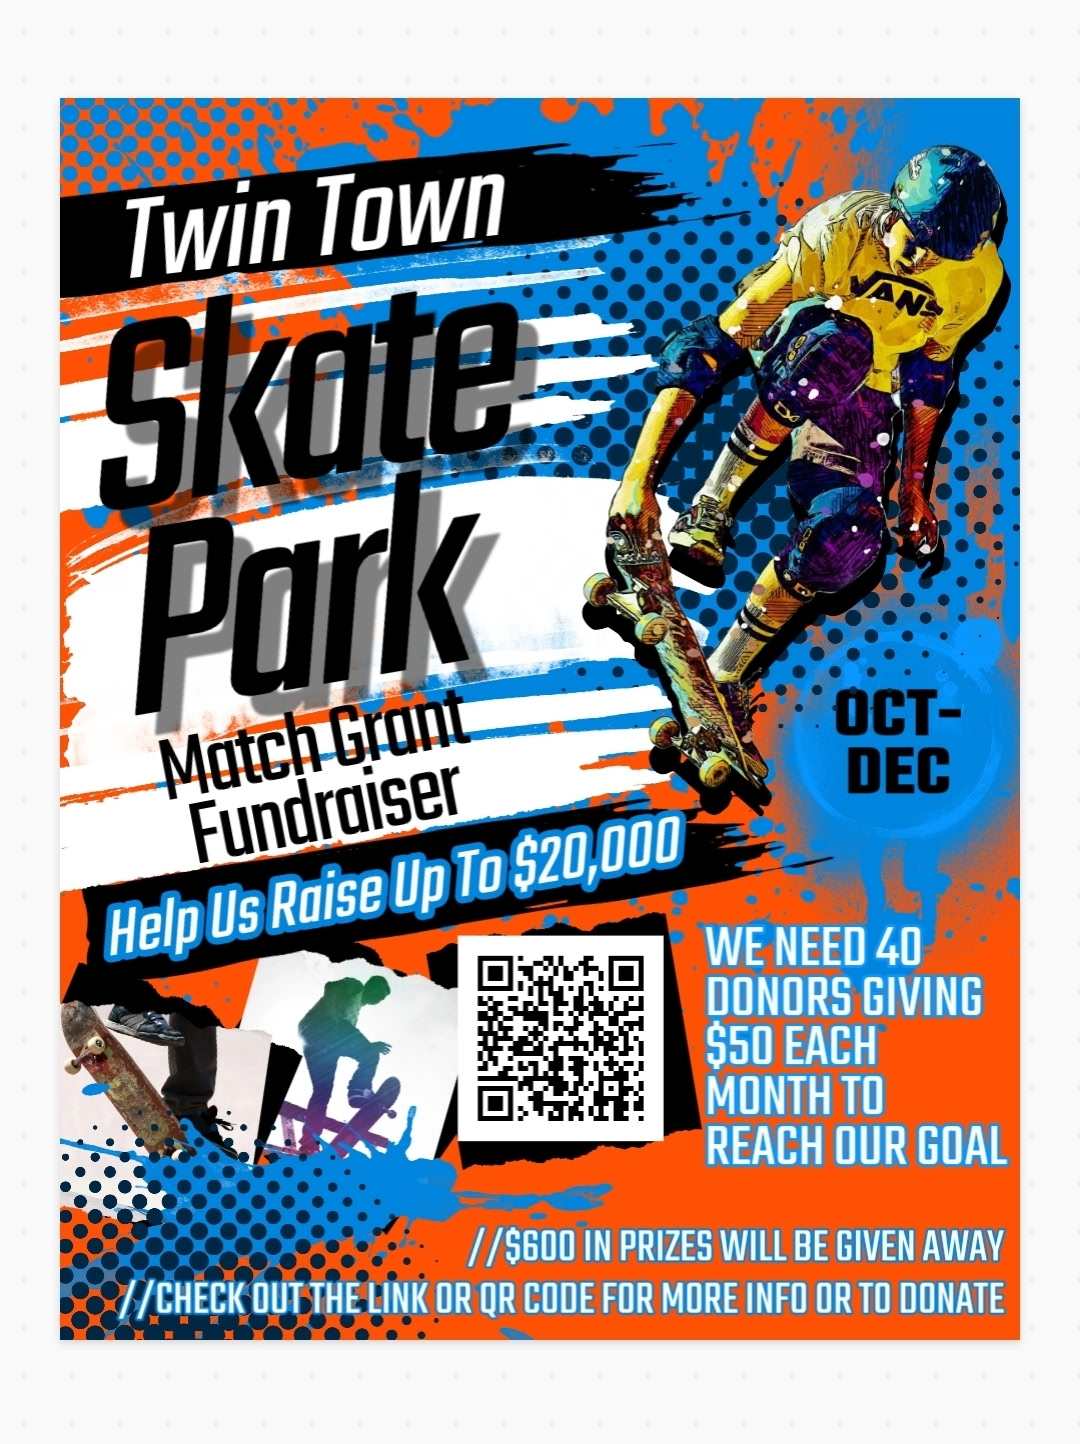 Twin Town
Skate
Park
Match Grant
Fundraiser
Help Us Raise Up To $20,000
VANS
OCT-
DEC
WE NEED 40
DONORS GIVING
$50 EACH
MONTH TO
REACH OUR GOAL
//$600 IN PRIZES WILL BE GIVEN AWAY
//CHECK OUT THE LINK OR QR CODE FOR MORE INFO OR TO DONATE